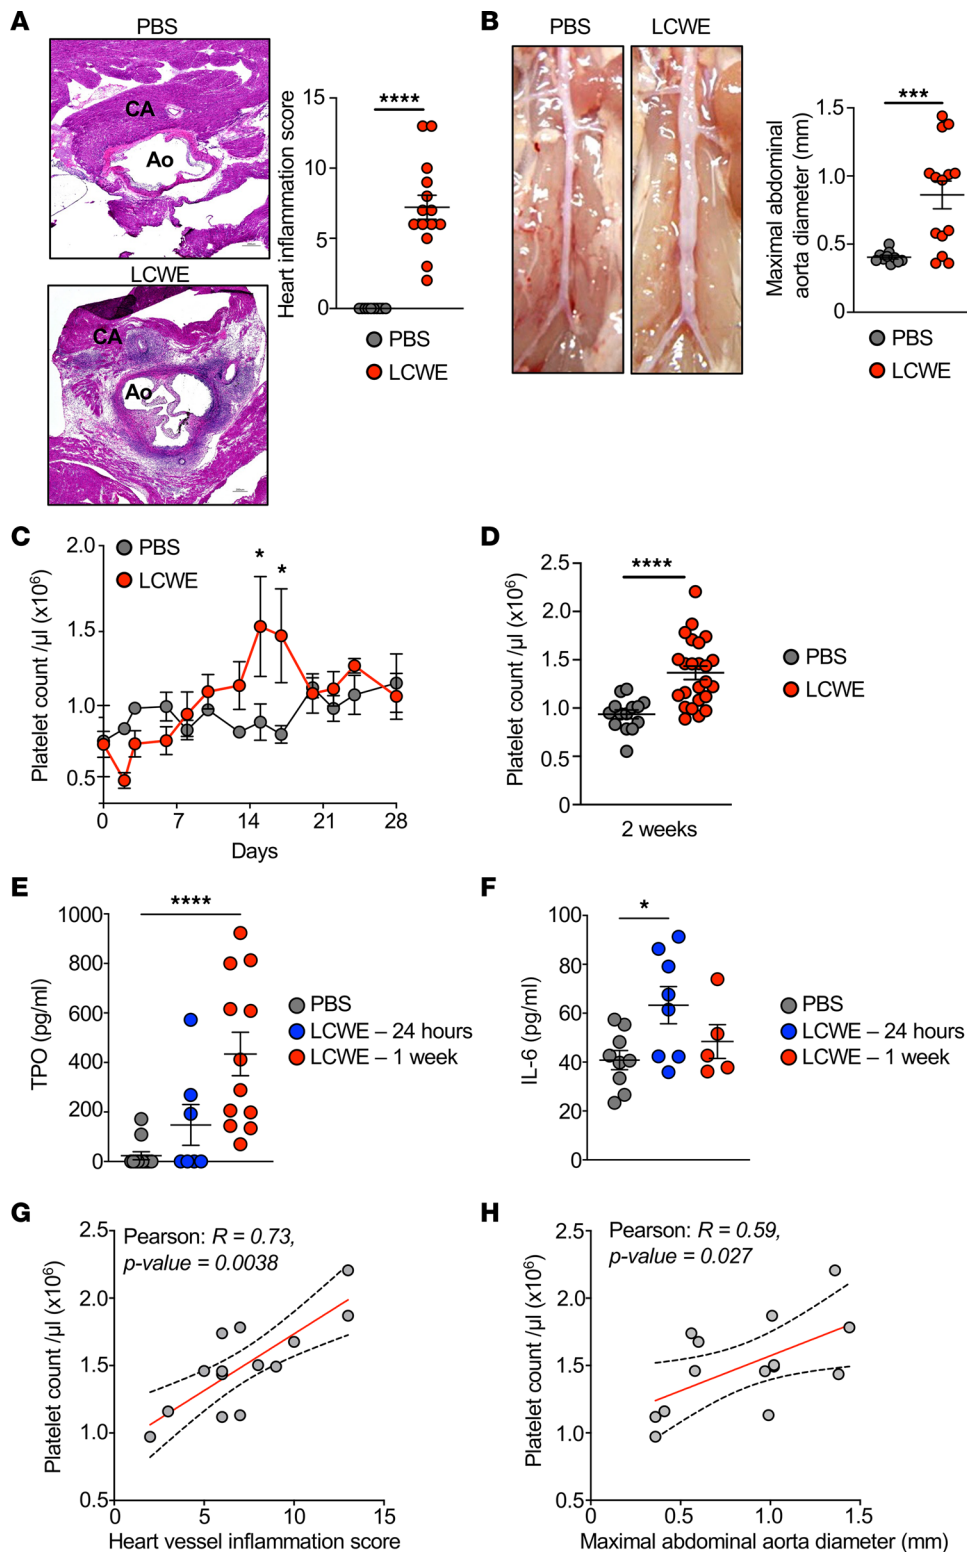 A
PBS
CA
Ao
LCWE
CA
Ao
Heart inflammation score
15
10
5
0
****
PBS
LCWE
B
PBS
LCWE
Maximal abdominal
aorta diameter (mm)
1.5
1.0
0.5
0
***
PBS
LCWE
C
Platelet count /µl (x10⁶)
2.0
1.5
1.0
0.5
PBS
LCWE
*
*
0
7
14
21
28
Days
D
Platelet count /µl (x10⁶)
2.5
2.0
1.5
1.0
0.5
0
****
2 weeks
PBS
LCWE
E
TPO (pg/ml)
1000
800
600
400
200
0
****
PBS
LCWE – 24 hours
LCWE – 1 week
F
IL-6 (pg/ml)
100
80
60
40
20
0
*
PBS
LCWE – 24 hours
LCWE – 1 week
G
Platelet count /µl (x10⁶)
2.5
2.0
1.5
1.0
0.5
Pearson: R = 0.73,
p-value = 0.0038
0
5
10
15
Heart vessel inflammation score
H
Platelet count /µl (x10⁶)
2.5
2.0
1.5
1.0
0.5
Pearson: R = 0.59,
p-value = 0.027
0
0.5
1.0
1.5
Maximal abdominal aorta diameter (mm)